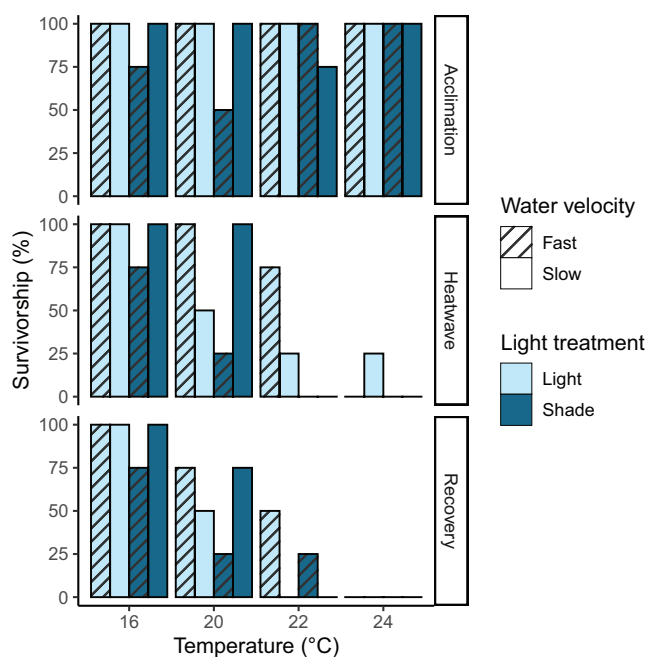 100
75
50
25
0
Acclimation
100
75
50
25
0
Heatwave
100
75
50
25
0
Recovery
16 20 22 24
Temperature (°C)
Survivorship (%)
Water velocity
Fast
Slow
Light treatment
Light
Shade